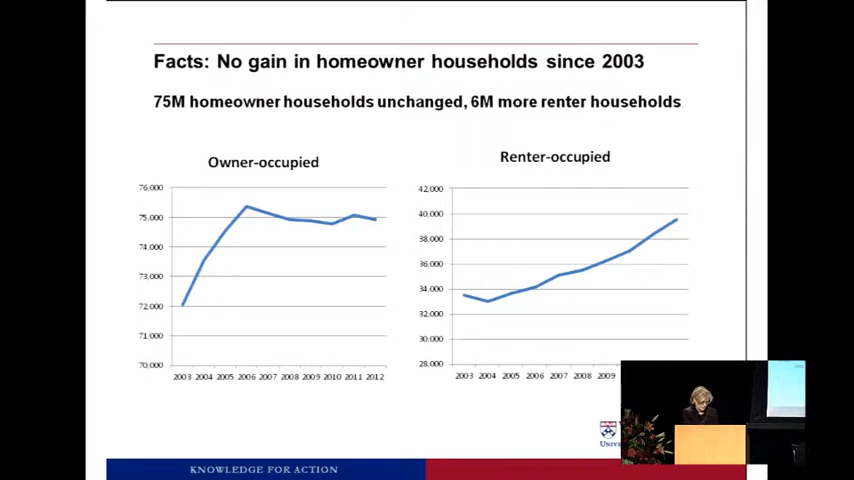 Facts: No gain in homeowner households since 2003
75M homeowner households unchanged, 6M more renter households
Owner-occupied
76,000
75,000
74,000
73,000
72,000
71,000
70,000
2003 2004 2005 2006 2007 2008 2009 2010 2011 2012
Renter-occupied
42,000
40,000
38,000
36,000
34,000
32,000
30,000
28,000
2003 2004 2005 2006 2007 2008 2009
KNOWLEDGE FOR ACTION